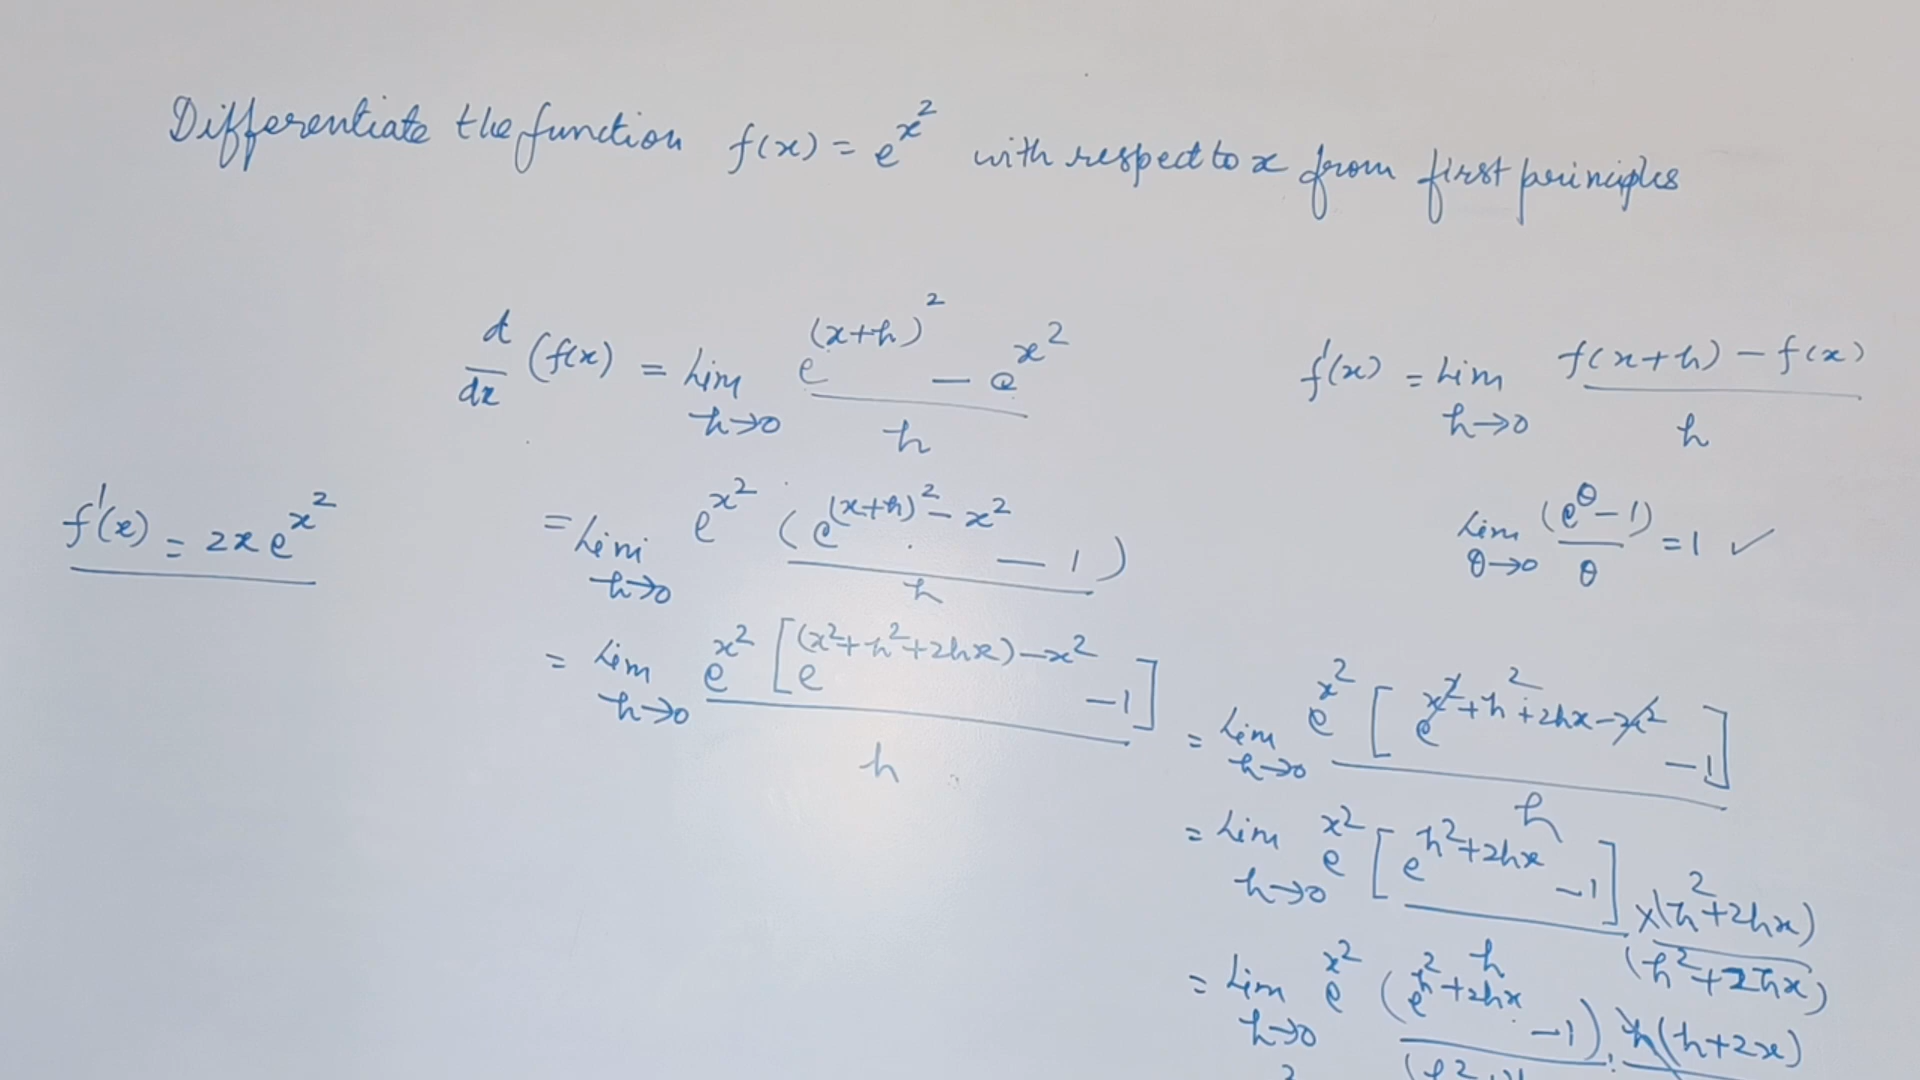 Differentiate the function f(x) = e^{x^2} with respect to x from first principles
d/dx (f(x) = Lim_{h→0} (e^{(x+h)^2} - e^{x^2})/h
= Lim_{h→0} e^{x^2} (e^{(x+h)^2 - x^2} - 1)/h
= Lim_{h→0} e^{x^2} [e^{(x^2+h^2+2hx)-x^2} - 1]/h
f'(x) = 2x e^{x^2}
f'(x) = Lim_{h→0} (f(x+h) - f(x))/h
Lim_{θ→0} (e^θ - 1)/θ = 1 ✓
= Lim_{h→0} e^{x^2} [e^{x^2+h^2+2hx-x^2} - 1]/h
= Lim_{h→0} e^{x^2} [e^{h^2+2hx} - 1]/h × (h^2+2hx)/(h^2+2hx)
= Lim_{h→0} e^{x^2} (e^{h^2+2hx} - 1) . h(h+2x)